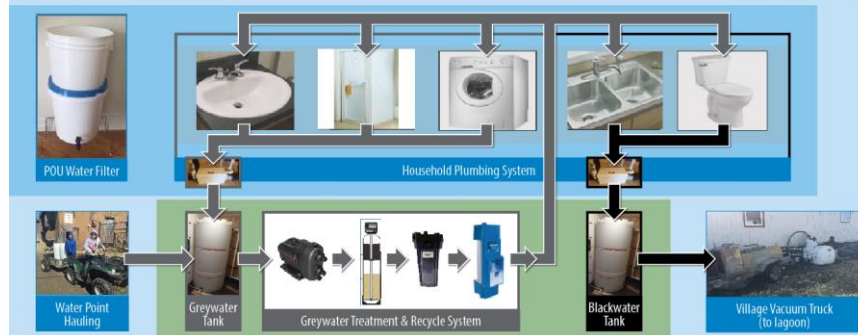 POU Water Filter
Household Plumbing System
Water Point
Hauling
Greywater
Tank
Greywater Treatment & Recycle System
Blackwater
Tank
Village Vacuum Truck
(to lagoon)